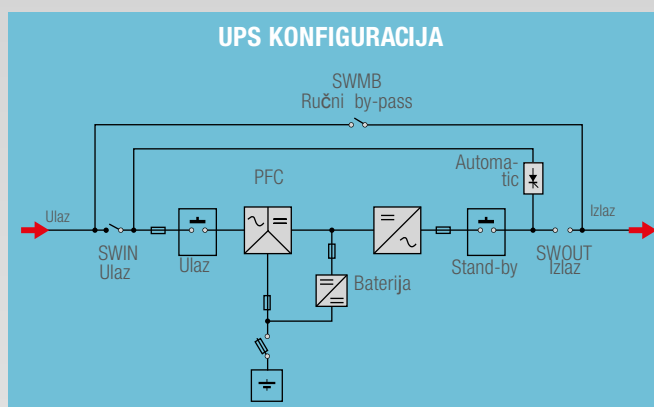 UPS KONFIGURACIJA
SWMB
Ručni by-pass
Automa-
tic
PFC
Ulaz
Izlaz
SWIN
Ulaz
Ulaz
Baterija
Stand-by
SWOUT
Izlaz